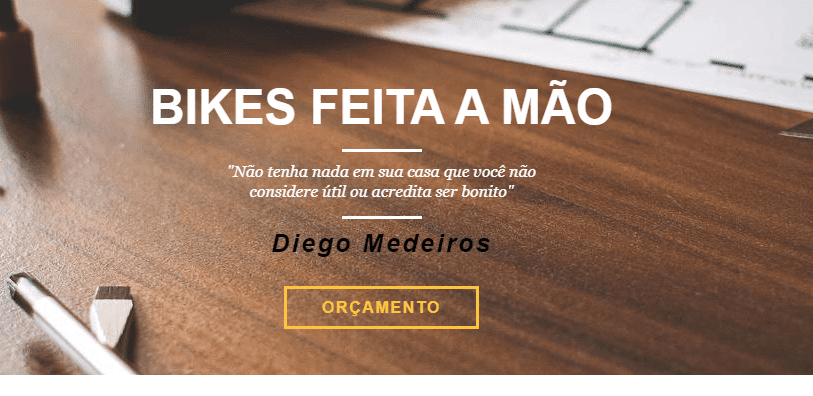 BIKES FEITA A MÃO
"Não tenha nada em sua casa que você não
considere útil ou acredita ser bonito"
Diego Medeiros
ORÇAMENTO